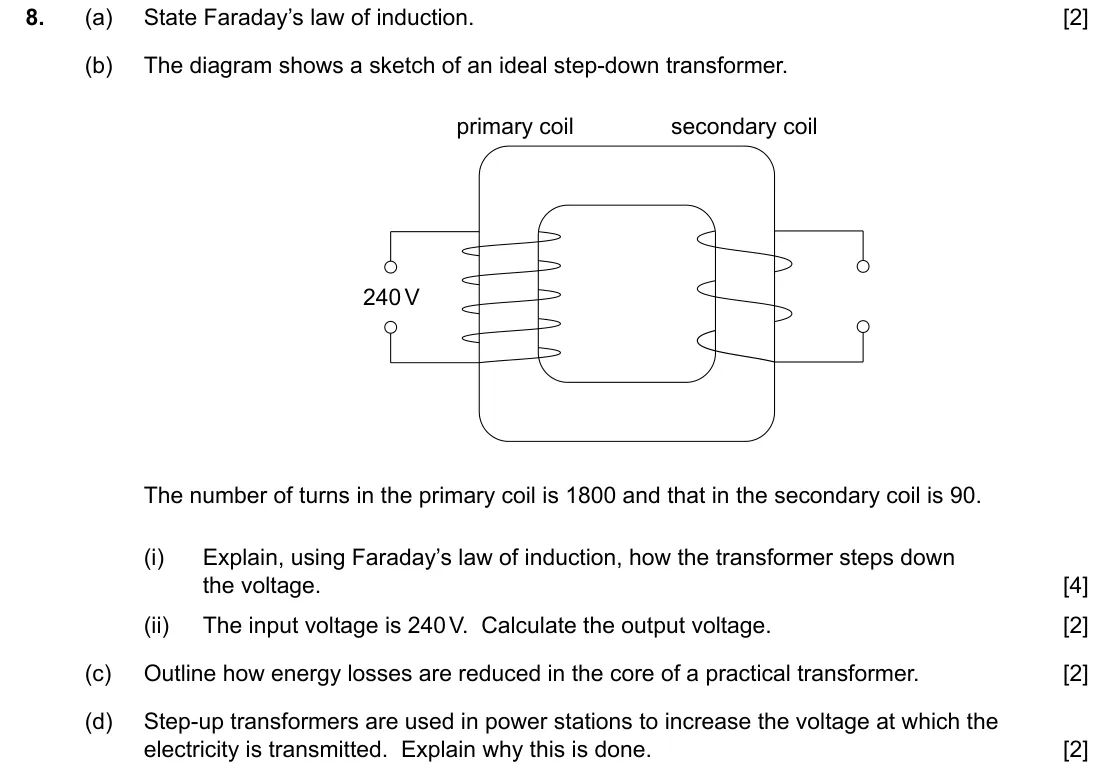 8. (a) State Faraday’s law of induction. [2]
(b) The diagram shows a sketch of an ideal step-down transformer.
primary coil secondary coil
240 V
The number of turns in the primary coil is 1800 and that in the secondary coil is 90.
(i) Explain, using Faraday’s law of induction, how the transformer steps down
the voltage. [4]
(ii) The input voltage is 240 V. Calculate the output voltage. [2]
(c) Outline how energy losses are reduced in the core of a practical transformer. [2]
(d) Step-up transformers are used in power stations to increase the voltage at which the
electricity is transmitted. Explain why this is done. [2]